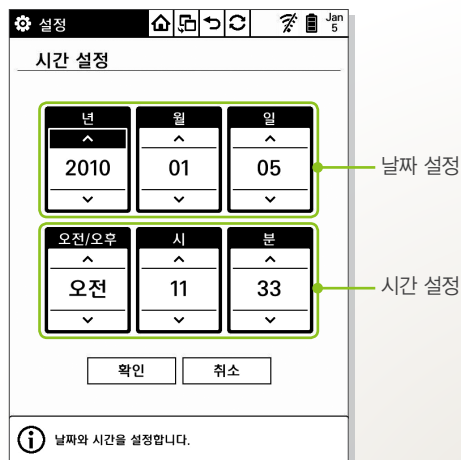 설정
Jan
5
시간 설정
년 월 일
2010 01 05
날짜 설정
오전/오후 시 분
오전 11 33
시간 설정
확인 취소
날짜와 시간을 설정합니다.